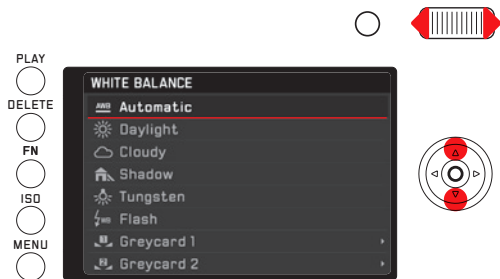 PLAY
DELETE
FN
ISO
MENU
WHITE BALANCE
AWB Automatic
Daylight
Cloudy
Shadow
Tungsten
Flash
Greycard 1
Greycard 2